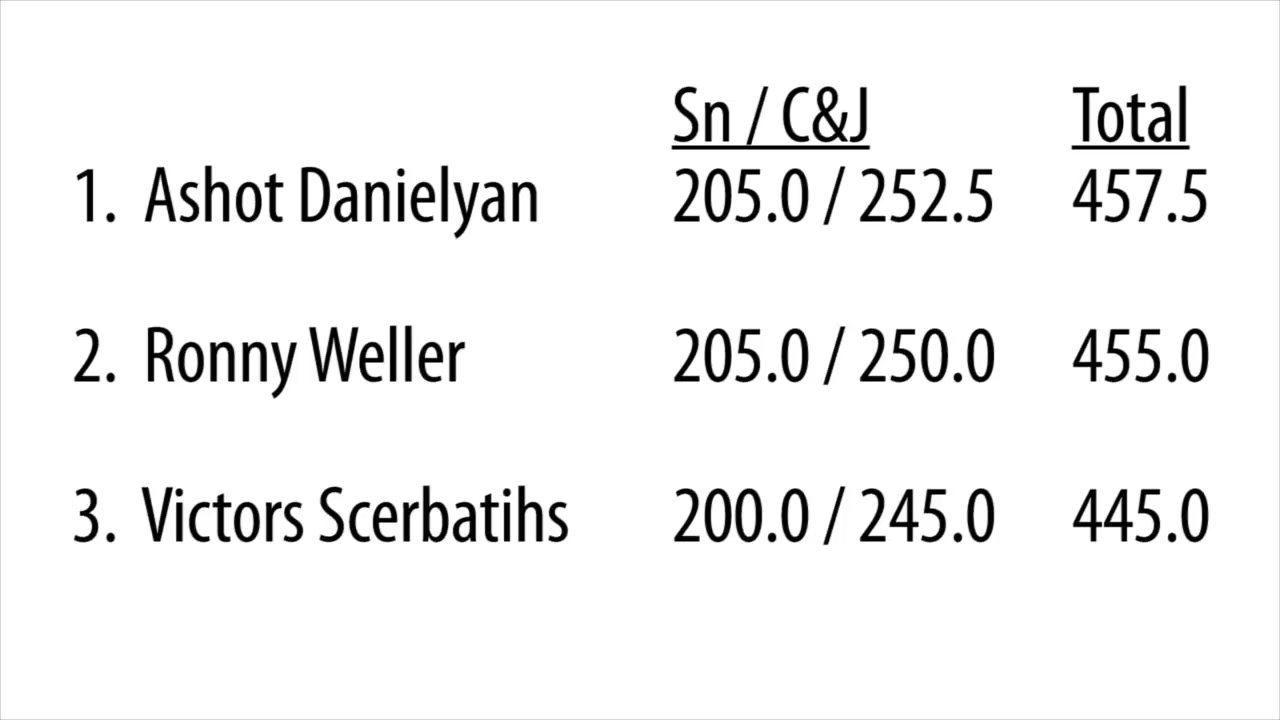 Sn / C&J Total
1. Ashot Danielyan 205.0 / 252.5 457.5
2. Ronny Weller 205.0 / 250.0 455.0
3. Victors Scerbatihs 200.0 / 245.0 445.0